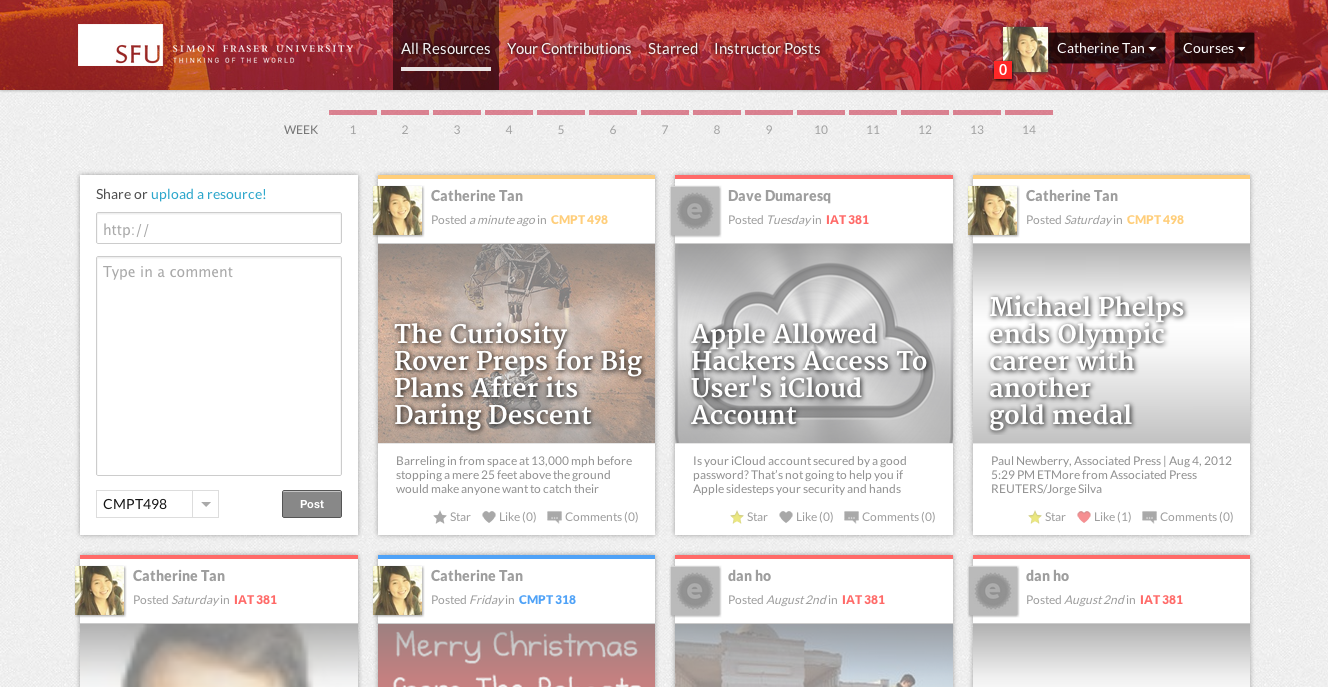 SFU SIMON FRASER UNIVERSITY
THINKING OF THE WORLD
All Resources Your Contributions Starred Instructor Posts
0 Catherine Tan Courses
WEEK 1 2 3 4 5 6 7 8 9 10 11 12 13 14
Share or upload a resource!
http://
Type in a comment
CMPT498 Post
Catherine Tan
Posted a minute ago in CMPT 498
The Curiosity
Rover Preps for Big
Plans After its
Daring Descent
Barreling in from space at 13,000 mph before
stopping a mere 25 feet above the ground
would make anyone want to catch their
Star Like (0) Comments (0)
Dave Dumaresq
Posted Tuesday in IAT 381
e
Apple Allowed
Hackers Access To
User's iCloud
Account
Is your iCloud account secured by a good
password? That's not going to help you if
Apple sidesteps your security and hands
Star Like (0) Comments (0)
Catherine Tan
Posted Saturday in CMPT 498
Michael Phelps
ends Olympic
career with
another
gold medal
Paul Newberry, Associated Press | Aug 4, 2012
5:29 PM ETMore from Associated Press
REUTERS/Jorge Silva
Star Like (1) Comments (0)
Catherine Tan
Posted Saturday in IAT 381
Catherine Tan
Posted Friday in CMPT 318
Merry Christmas
from The
dan ho
Posted August 2nd in IAT 381
e
dan ho
Posted August 2nd in IAT 381
e